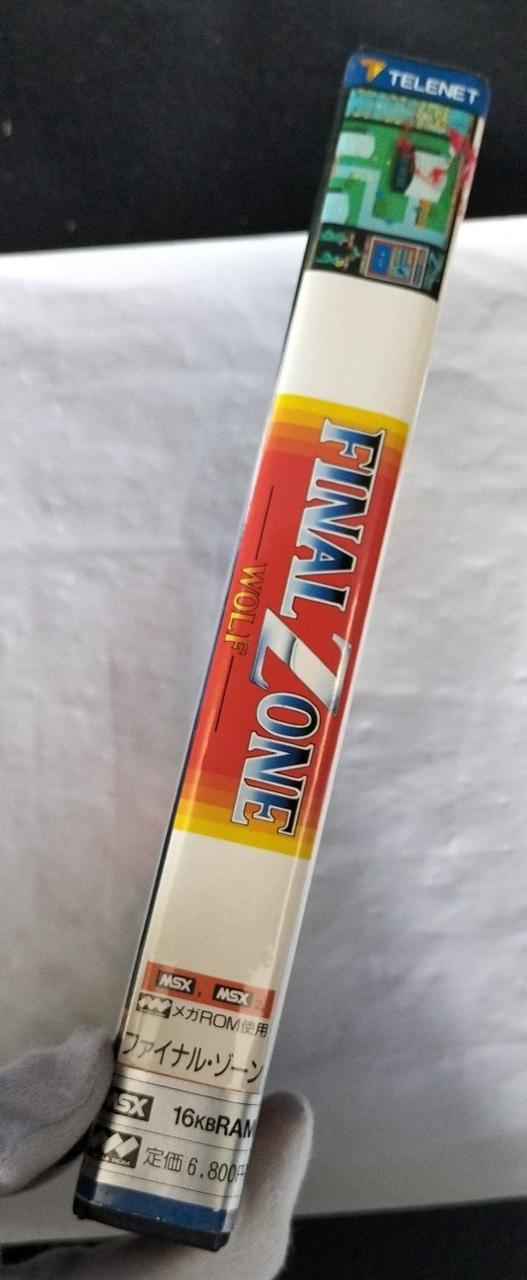 TELENET
FINAL ZONE
WOLF
MSX, MSX 2
メガROM使用
ファイナル・ゾーン
MSX 16KBRAM
定価 6,800円